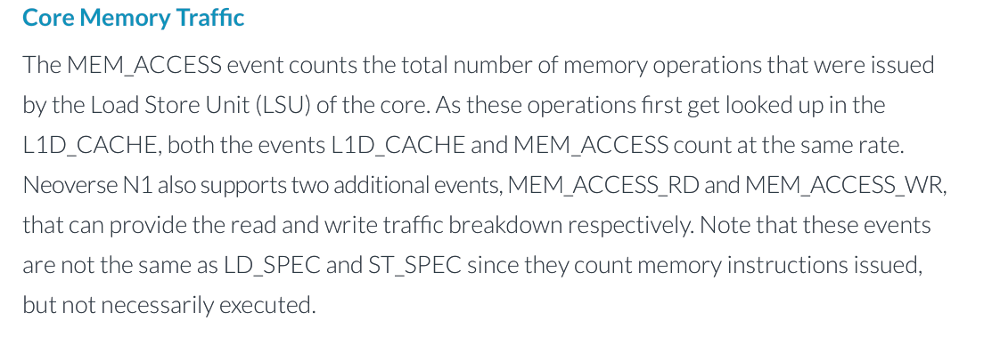 Core Memory Traffic
The MEM_ACCESS event counts the total number of memory operations that were issued
by the Load Store Unit (LSU) of the core. As these operations first get looked up in the
L1D_CACHE, both the events L1D_CACHE and MEM_ACCESS count at the same rate.
Neoverse N1 also supports two additional events, MEM_ACCESS_RD and MEM_ACCESS_WR,
that can provide the read and write traffic breakdown respectively. Note that these events
are not the same as LD_SPEC and ST_SPEC since they count memory instructions issued,
but not necessarily executed.